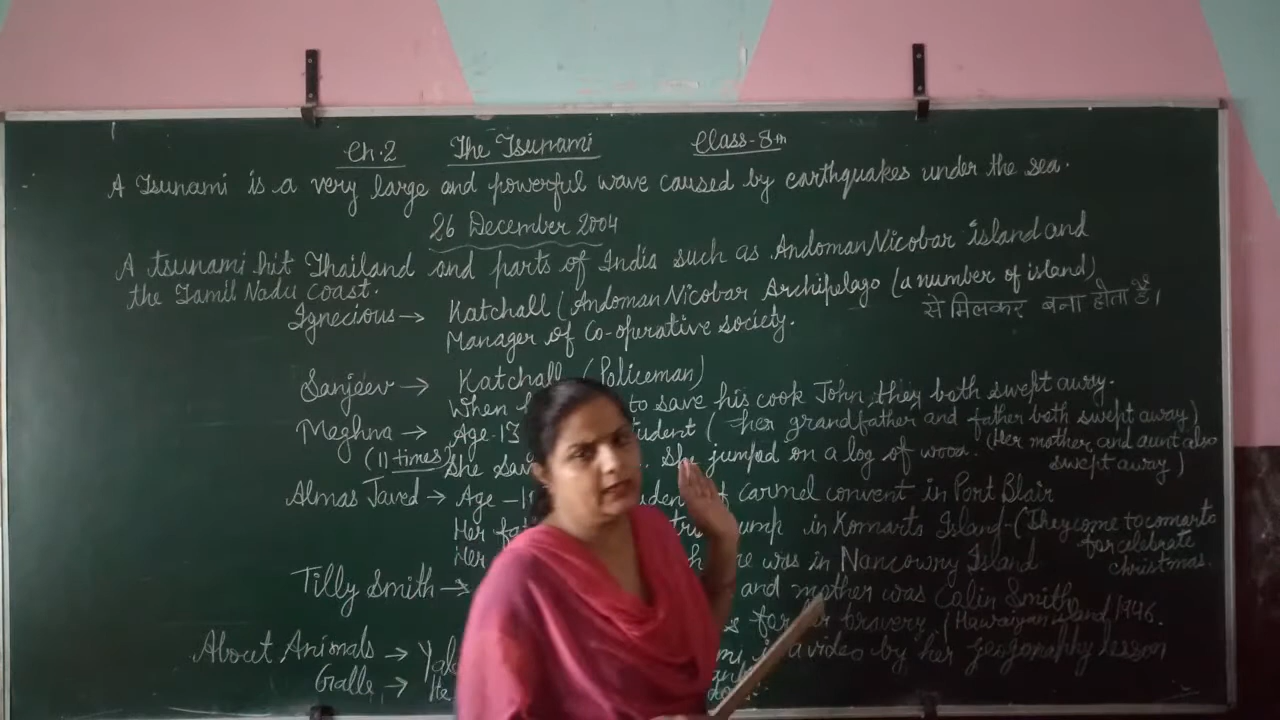 Ch.2 The Tsunami Class-8th
A Tsunami is a very large and powerful wave caused by earthquakes under the sea.
26 December 2004
A tsunami hit Thailand and parts of India such as Andoman Nicobar island and
the Tamil Nadu coast.
Ignecious → Katchall (Andoman Nicobar Archipelago (a number of island)
से मिलकर बना होता है।
Manager of Co-operative society.
Sanjeev → Katchall (Policeman)
When to save his cook John, they both swept away.
Meghna → Age-13 (her grandfather and father both swept away)
(11 times) She She jumped on a log of wood. (Her mother and aunt also
swept away)
Almas Javed → Age - Carmel convent in Port Blair
Her in Komarts Island-(They come to comarts
for celebrate
christmas.
Her was in Nancowny Island
Tilly Smith → and mother was Calin Smith
for bravery. (Hawaiyan island, 1946.
About Animals → a video by her geography lesson
Galle →